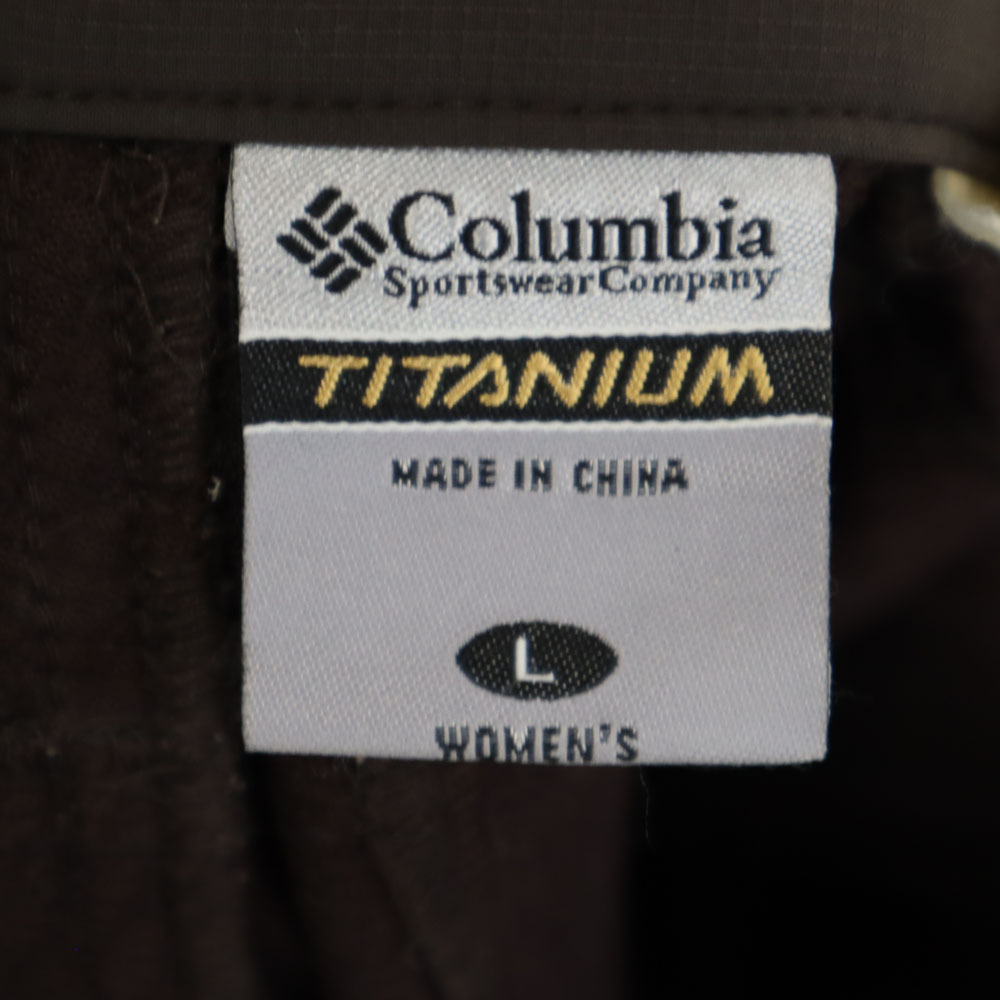 Columbia
Sportswear Company
TITANIUM
MADE IN CHINA
L
WOMEN'S